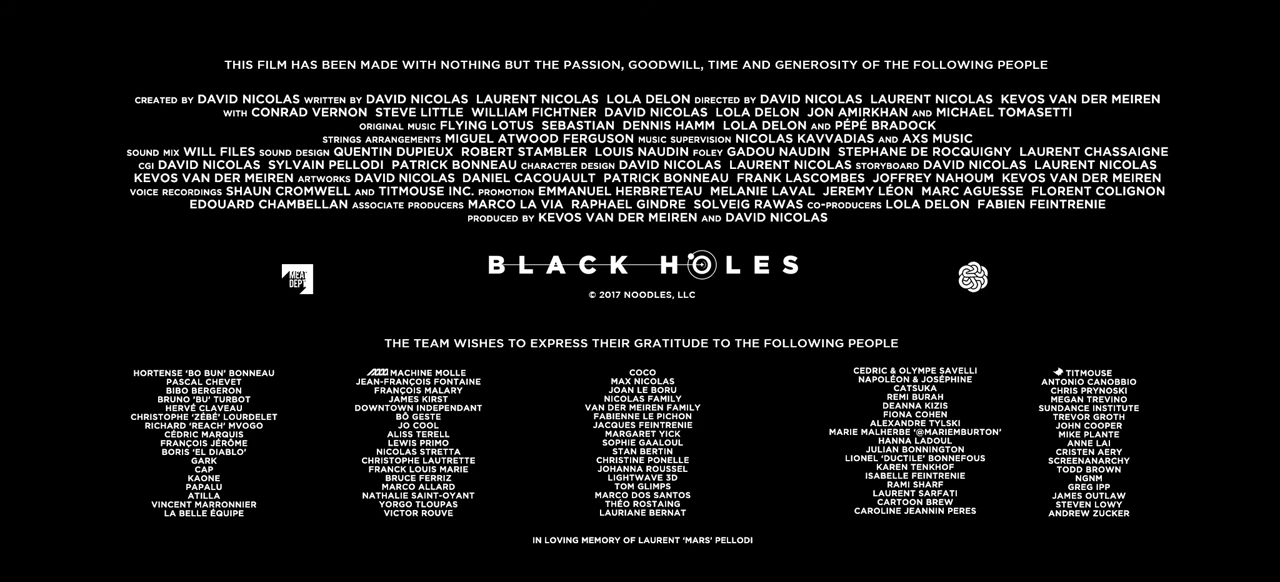 THIS FILM HAS BEEN MADE WITH NOTHING BUT THE PASSION, GOODWILL, TIME AND GENEROSITY OF THE FOLLOWING PEOPLE
CREATED BY DAVID NICOLAS WRITTEN BY DAVID NICOLAS LAURENT NICOLAS LOLA DELON DIRECTED BY DAVID NICOLAS LAURENT NICOLAS KEVOS VAN DER MEIREN
WITH CONRAD VERNON STEVE LITTLE WILLIAM FICHTNER DAVID NICOLAS LOLA DELON JON AMIRKHAN AND MICHAEL TOMASETTI
ORIGINAL MUSIC FLYING LOTUS SEBASTIAN DENNIS HAMM LOLA DELON AND PÉPÉ BRADOCK
STRINGS ARRANGEMENTS MIGUEL ATWOOD FERGUSON MUSIC SUPERVISION NICOLAS KAVVADIAS AND AXS MUSIC
SOUND MIX WILL FILES SOUND DESIGN QUENTIN DUPIEUX ROBERT STAMBLER LOUIS NAUDIN FOLEY GADOU NAUDIN STEPHANE DE ROCQUIGNY LAURENT CHASSAIGNE
CGI DAVID NICOLAS SYLVAIN PELLODI PATRICK BONNEAU CHARACTER DESIGN DAVID NICOLAS LAURENT NICOLAS STORYBOARD DAVID NICOLAS LAURENT NICOLAS
KEVOS VAN DER MEIREN ARTWORKS DAVID NICOLAS DANIEL CACOUAULT PATRICK BONNEAU FRANK LASCOMBES JOFFREY NAHOUM KEVOS VAN DER MEIREN
VOICE RECORDINGS SHAUN CROMWELL AND TITMOUSE INC. PROMOTION EMMANUEL HERBRETEAU MELANIE LAVAL JEREMY LÉON MARC AGUESSE FLORENT COLIGNON
EDOUARD CHAMBELLAN ASSOCIATE PRODUCERS MARCO LA VIA RAPHAEL GINDRE SOLVEIG RAWAS CO-PRODUCERS LOLA DELON FABIEN FEINTRENIE
PRODUCED BY KEVOS VAN DER MEIREN AND DAVID NICOLAS
MEAT
DEPT
BLACK HOLES
© 2017 NOODLES, LLC
THE TEAM WISHES TO EXPRESS THEIR GRATITUDE TO THE FOLLOWING PEOPLE
HORTENSE ‘BO BUN’ BONNEAU
PASCAL CHEVET
BIBO BERGERON
BRUNO ‘BU’ TURBOT
HERVÉ CLAVEAU
CHRISTOPHE ‘ZÉBÉ’ LOURDELET
RICHARD ‘REACH’ MVOGO
CÉDRIC MARQUIS
FRANÇOIS JÉRÔME
BORIS ‘EL DIABLO’
GARK
CAP
KAONE
PAPALU
ATILLA
VINCENT MARRONNIER
LA BELLE ÉQUIPE
MACHINE MOLLE
JEAN-FRANÇOIS FONTAINE
FRANÇOIS MALARY
JAMES KIRST
DOWNTOWN INDEPENDANT
BÔ GESTE
JO COOL
ALISS TERELL
LEWIS PRIMO
NICOLAS STRETTA
CHRISTOPHE LAUTRETTE
FRANCK LOUIS MARIE
BRUCE FERRIZ
MARCO ALLARD
NATHALIE SAINT-OYANT
YORGO TLOUPAS
VICTOR ROUVE
COCO
MAX NICOLAS
JOAN LE BORU
NICOLAS FAMILY
VAN DER MEIREN FAMILY
FABIENNE LE PICHON
JACQUES FEINTRENIE
MARGARET YICK
SOPHIE GAALOUL
STAN BERTIN
CHRISTINE PONELLE
JOHANNA ROUSSEL
LIGHTWAVE 3D
TOM GLIMPS
MARCO DOS SANTOS
THÉO ROSTAING
LAURIANE BERNAT
CEDRIC & OLYMPE SAVELLI
NAPOLÉON & JOSÉPHINE
CATSUKA
REMI BURAH
DEANNA KIZIS
FIONA COHEN
ALEXANDRE TYLSKI
MARIE MALHERBE ‘@MARIEMBURTON’
HANNA LADOUL
JULIAN BONNINGTON
LIONEL ‘DUCTILE’ BONNEFOUS
KAREN TENKHOF
ISABELLE FEINTRENIE
RAMI SHARF
LAURENT SARFATI
CARTOON BREW
CAROLINE JEANNIN PERES
TITMOUSE
ANTONIO CANOBBIO
CHRIS PRYNOSKI
MEGAN TREVINO
SUNDANCE INSTITUTE
TREVOR GROTH
JOHN COOPER
MIKE PLANTE
ANNE LAI
CRISTEN AERY
SCREENANARCHY
TODD BROWN
NGNM
GREG IPP
JAMES OUTLAW
STEVEN LOWY
ANDREW ZUCKER
IN LOVING MEMORY OF LAURENT ‘MARS’ PELLODI